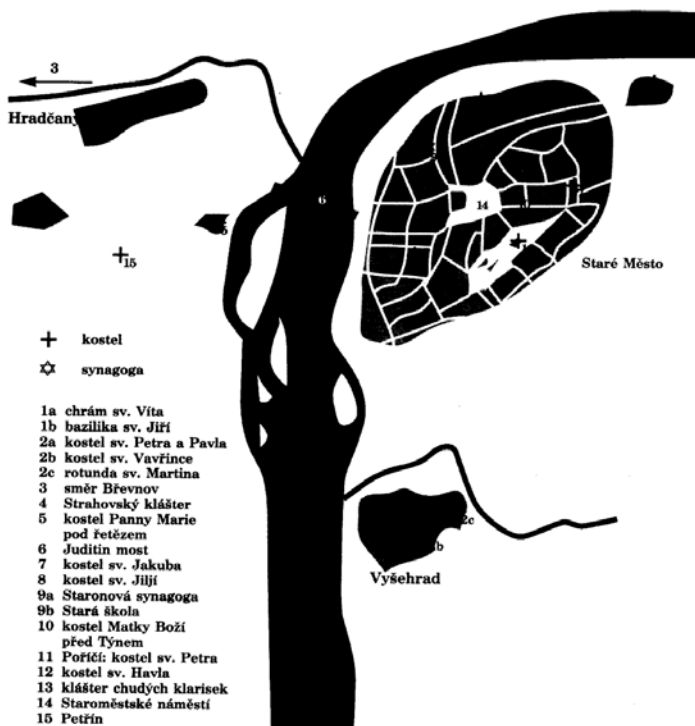 3
Hradčany
6
14
5
15
Staré Město
kostel
synagoga
1a chrám sv. Víta
1b bazilika sv. Jiří
2a kostel sv. Petra a Pavla
2b kostel sv. Vavřince
2c rotunda sv. Martina
3 směr Břevnov
4 Strahovský klášter
5 kostel Panny Marie
pod řetězem
6 Juditin most
7 kostel sv. Jakuba
8 kostel sv. Jiljí
9a Staronová synagoga
9b Stará škola
10 kostel Matky Boží
před Týnem
11 Poříčí: kostel sv. Petra
12 kostel sv. Havla
13 klášter chudých klarisek
14 Staroměstské náměstí
15 Petřín
2c
b
Vyšehrad